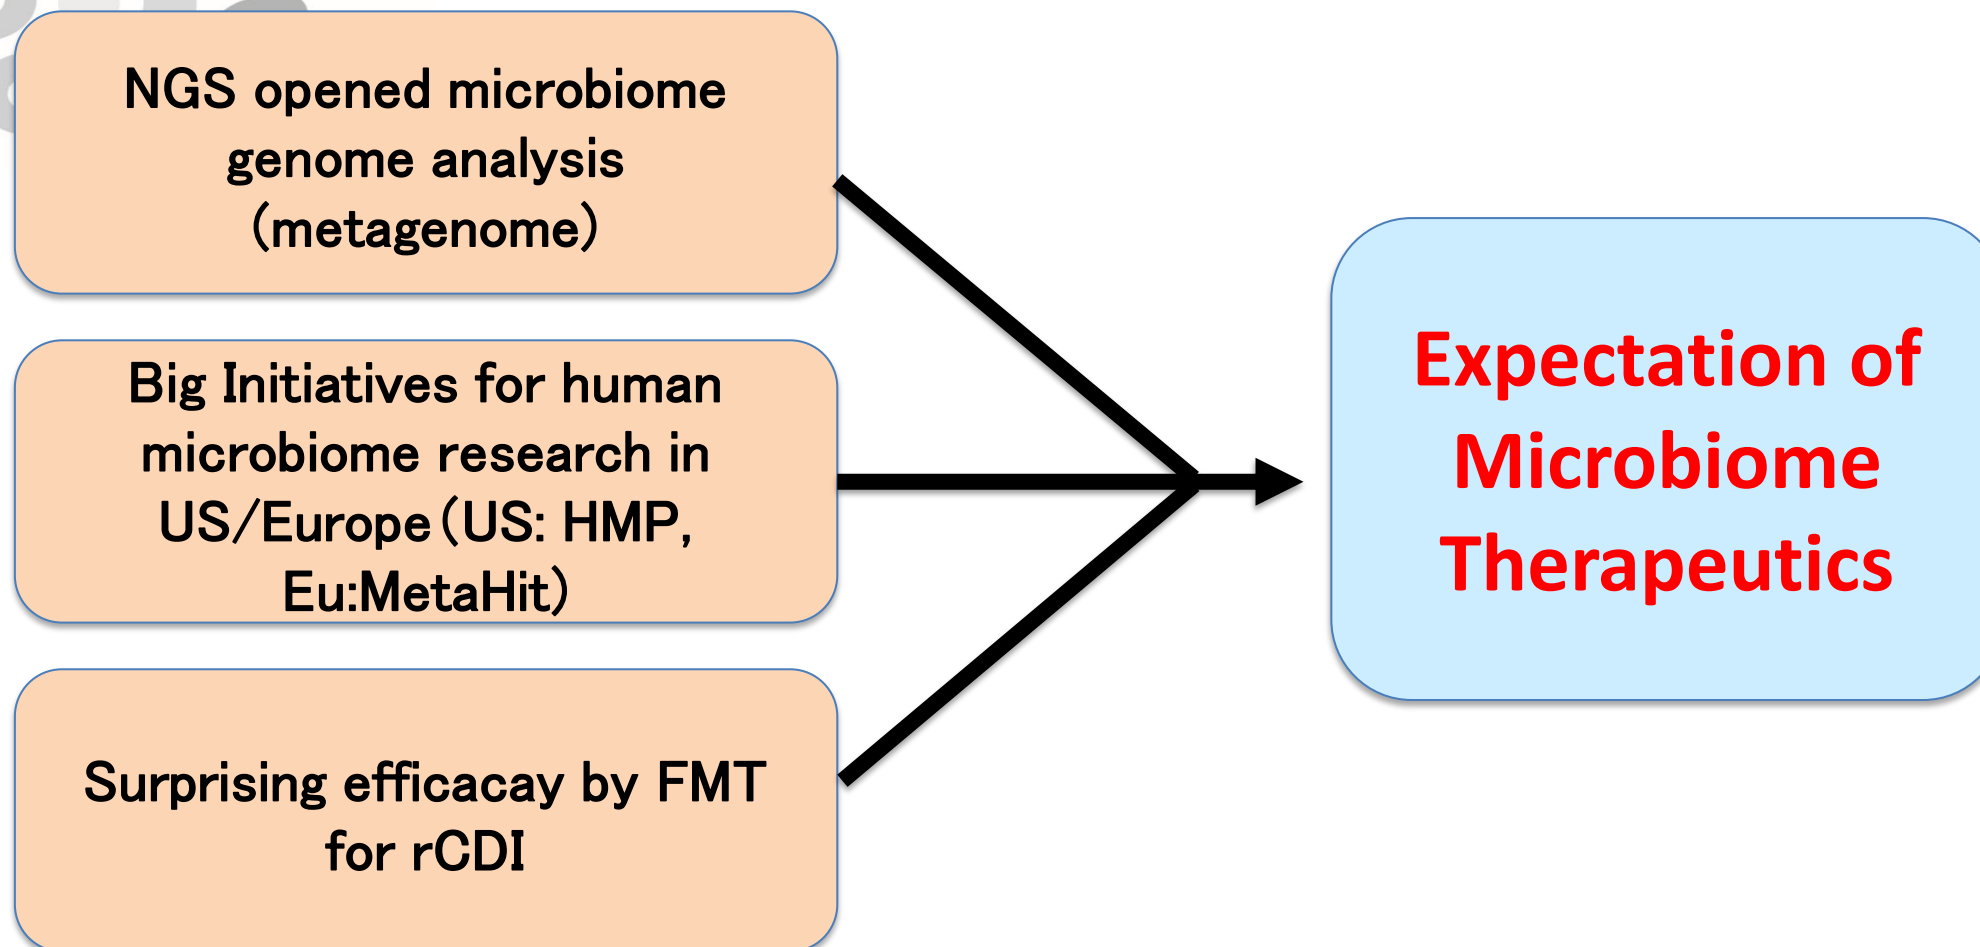 NGS opened microbiome
genome analysis
(metagenome)
Big Initiatives for human
microbiome research in
US/Europe(US: HMP,
Eu:MetaHit)
Surprising efficacay by FMT
for rCDI
Expectation of
Microbiome
Therapeutics